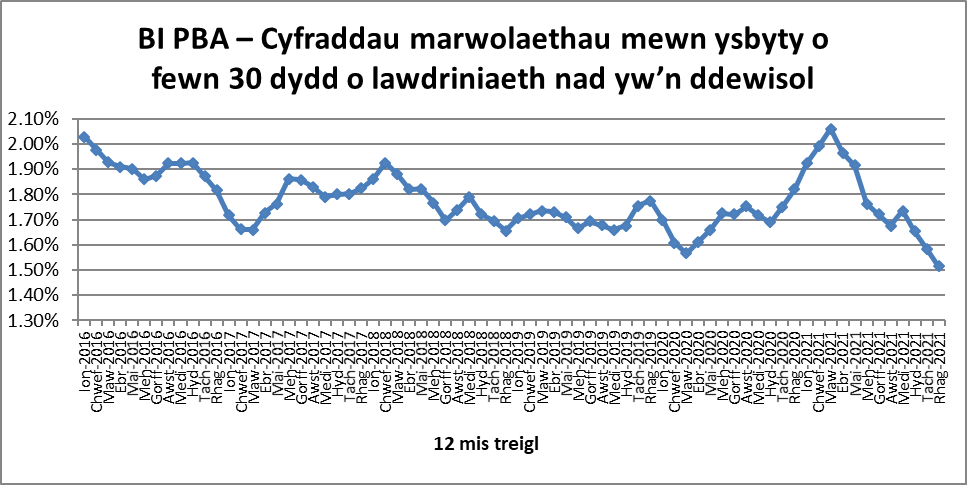 BI PBA – Cyfraddau marwolaethau mewn ysbyty o
fewn 30 dydd o lawdriniaeth nad yw’n ddewisol
2.10%
2.00%
1.90%
1.80%
1.70%
1.60%
1.50%
1.40%
1.30%
Ion-2016
Chwef-2016
Maw-2016
Ebr-2016
Mai-2016
Meh-2016
Gorff-2016
Awst-2016
Medi-2016
Hyd-2016
Tach-2016
Rhag-2016
Ion-2017
Chwef-2017
Maw-2017
Ebr-2017
Mai-2017
Meh-2017
Gorff-2017
Awst-2017
Medi-2017
Hyd-2017
Tach-2017
Rhag-2017
Ion-2018
Chwef-2018
Maw-2018
Ebr-2018
Mai-2018
Meh-2018
Gorff-2018
Awst-2018
Medi-2018
Hyd-2018
Tach-2018
Rhag-2018
Ion-2019
Chwef-2019
Maw-2019
Ebr-2019
Mai-2019
Meh-2019
Gorff-2019
Awst-2019
Medi-2019
Hyd-2019
Tach-2019
Rhag-2019
Ion-2020
Chwef-2020
Maw-2020
Ebr-2020
Mai-2020
Meh-2020
Gorff-2020
Awst-2020
Medi-2020
Hyd-2020
Tach-2020
Rhag-2020
Ion-2021
Chwef-2021
Maw-2021
Ebr-2021
Mai-2021
Meh-2021
Gorff-2021
Awst-2021
Medi-2021
Hyd-2021
Tach-2021
Rhag-2021
12 mis treigl